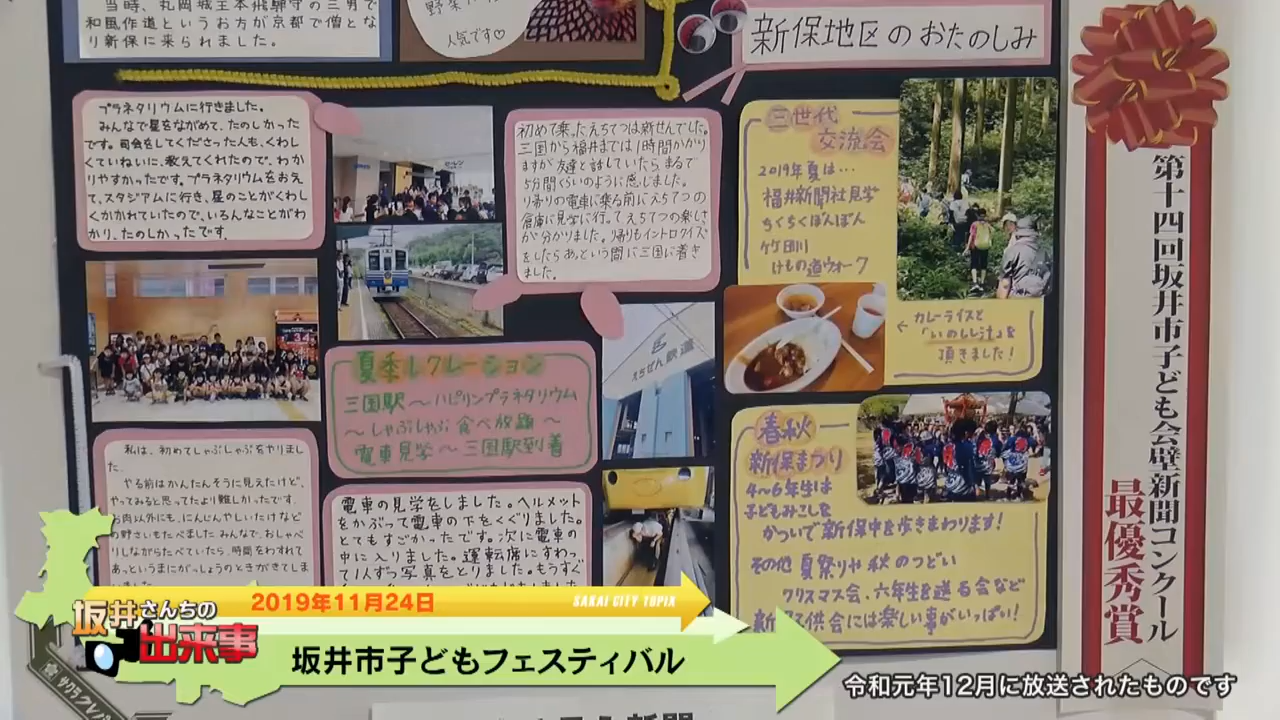 当時、丸岡城主本飛騨守の三男で
和風作道というお方が京都で僧とな
り新保に来られました。
人気です♡
新保地区のおたのしみ
プラネタリウムに行きました。
みんなで星をながめて、たのしかった
です。司会をしてくださった人も、くわし
くていねいに、教えてくれたので、わか
りやすかったです。プラネタリウムをおえ
て、スタジアムに行き、星のことがくわし
くかかれていたので、いろんなことがわ
かり、たのしかったです。
初めて乗ったえちてつは新せんでした。
三国から福井までは1時間かかり
ますが友達と話していたらまるで
5分間くらいのように感じました。
帰りの電車に乗る前にえちてつの
倉庫に見学に行ってえちてつの楽しさ
が分かりました。帰りもイントロクイズ
をしたらあっという間に三国に着き
ました。
三世代
交流会
2019年夏は…
福井新聞社見学
ちくちくぼんぼん
竹田川
けもの道ウォーク
←カレーライスと
「いのしし汁」を
頂きました!
えちぜん鉄道
夏季レクレーション
三国駅〜ハピリンプラネタリウム
〜しゃぶしゃぶ食べ放題〜
電車見学〜三国駅到着
私は、初めてしゃぶしゃぶをやりまし
た。
やる前はかんたんそうに見えたけど、
やってみると思ってたより難しかったです。
お肉以外にも、にんじんやしいたけなど
の野さいもたべました。みんなで、おしゃべ
りしながらたべていたら、時間をわすれて
あっというまにがっしょうのときがきてしま
電車の見学をしました。ヘルメット
をかぶって電車の下をくぐりました。
とてもすごかったです。次に電車の
中に入りました。運転席にすわっ
て1人ずつ写真をとりました。もうすぐ
春秋
新保まつり
4〜6年生は
子どもみこしを
かついで新保中を歩きまわります!
その他 夏祭りや秋のつどい
クリスマス会、六年生を送る会など
新保子供会には楽しい事がいっぱい!
第十四回坂井市子ども会壁新聞コンクール
最優秀賞
坂井さんちの
出来事
2019年11月24日
SAKAI CITY TOPIX
坂井市子どもフェスティバル
令和元年12月に放送されたものです